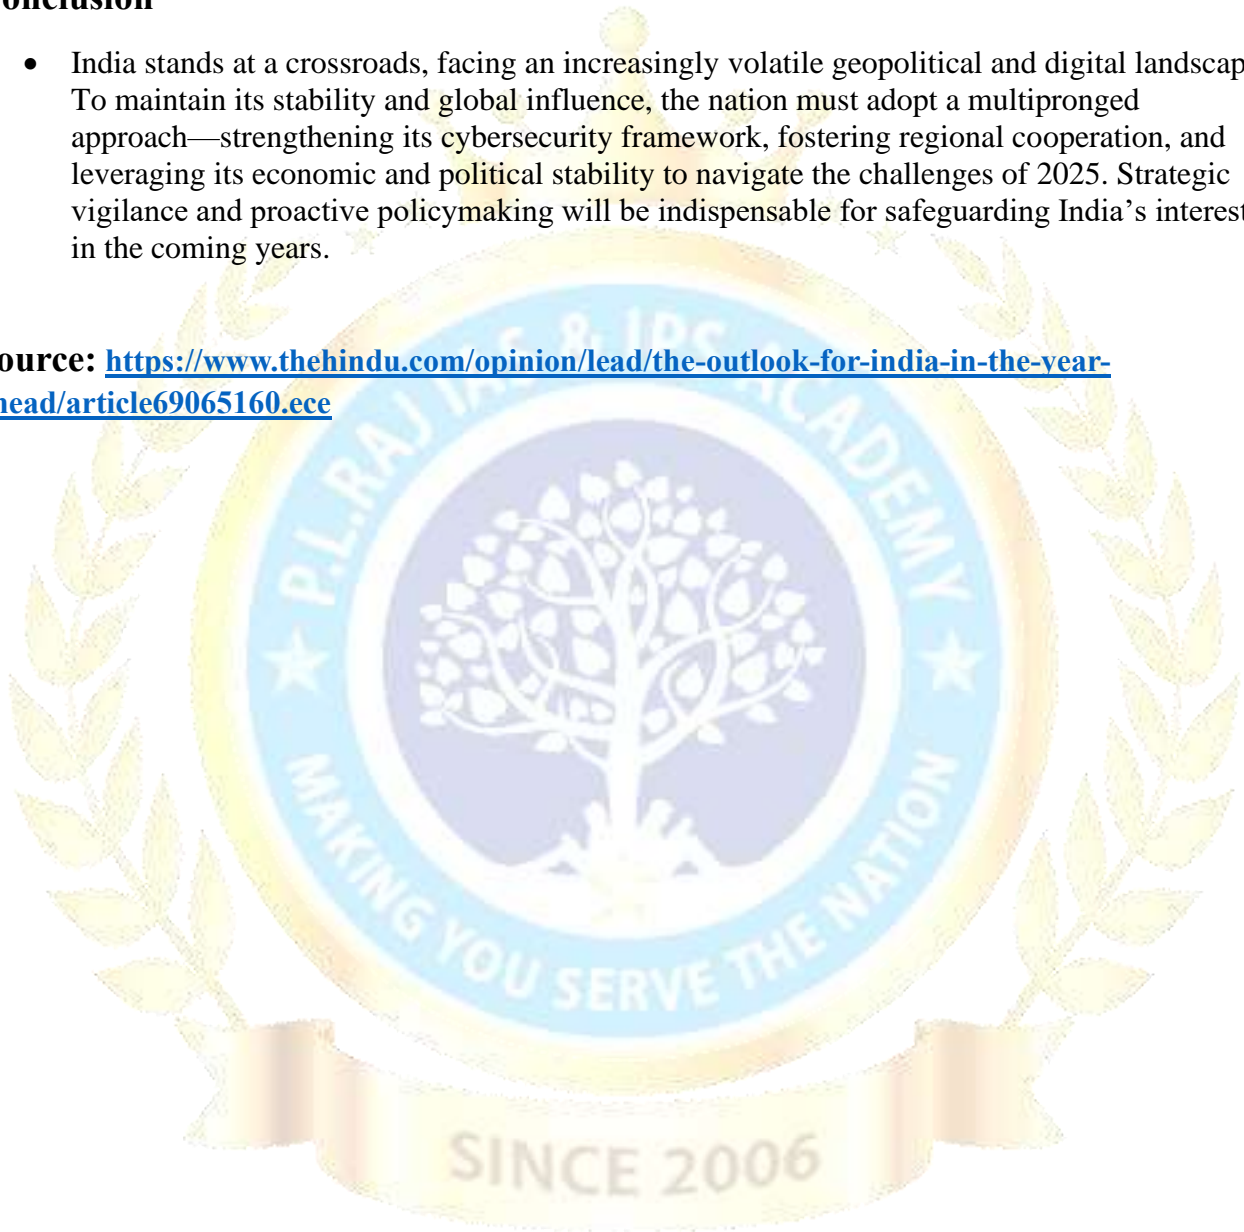 onclusion
• India stands at a crossroads, facing an increasingly volatile geopolitical and digital landscap
To maintain its stability and global influence, the nation must adopt a multipronged
approach—strengthening its cybersecurity framework, fostering regional cooperation, and
leveraging its economic and political stability to navigate the challenges of 2025. Strategic
vigilance and proactive policymaking will be indispensable for safeguarding India’s interest
in the coming years.
ource: https://www.thehindu.com/opinion/lead/the-outlook-for-india-in-the-year-
head/article69065160.ece
P.L.RAJ IAS & IPS ACADEMY
MAKING YOU SERVE THE NATION
SINCE 2006